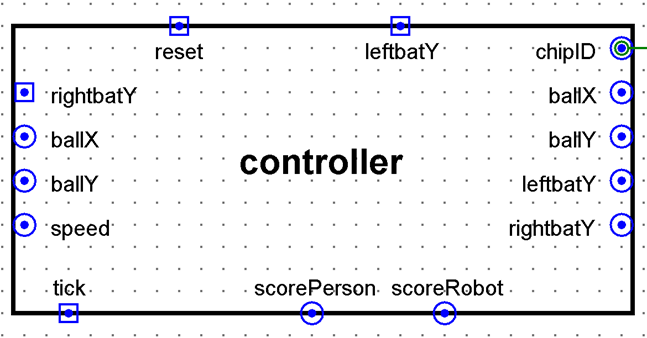 reset
leftbatY
chipID
rightbatY
ballX
ballX
ballY
controller
ballY
leftbatY
speed
rightbatY
tick
scorePerson
scoreRobot